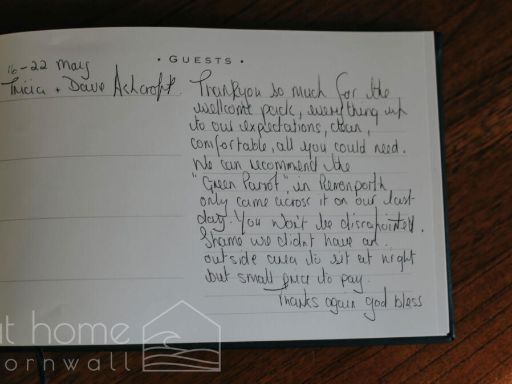 • GUESTS •
16-22 May
Tricia + Dave Ashcroft
Thankyou so much for the
welcome pack, everything up
to our expectations, clean,
comfortable, all you could need.
We can recommend the
"Green Parrot", in Perranporth
only came across it on our last
day. You won't be disappointed.
Shame we didnt have an
outside area to sit at night
but small price to pay.
Thanks again god bless
at home
ornwall